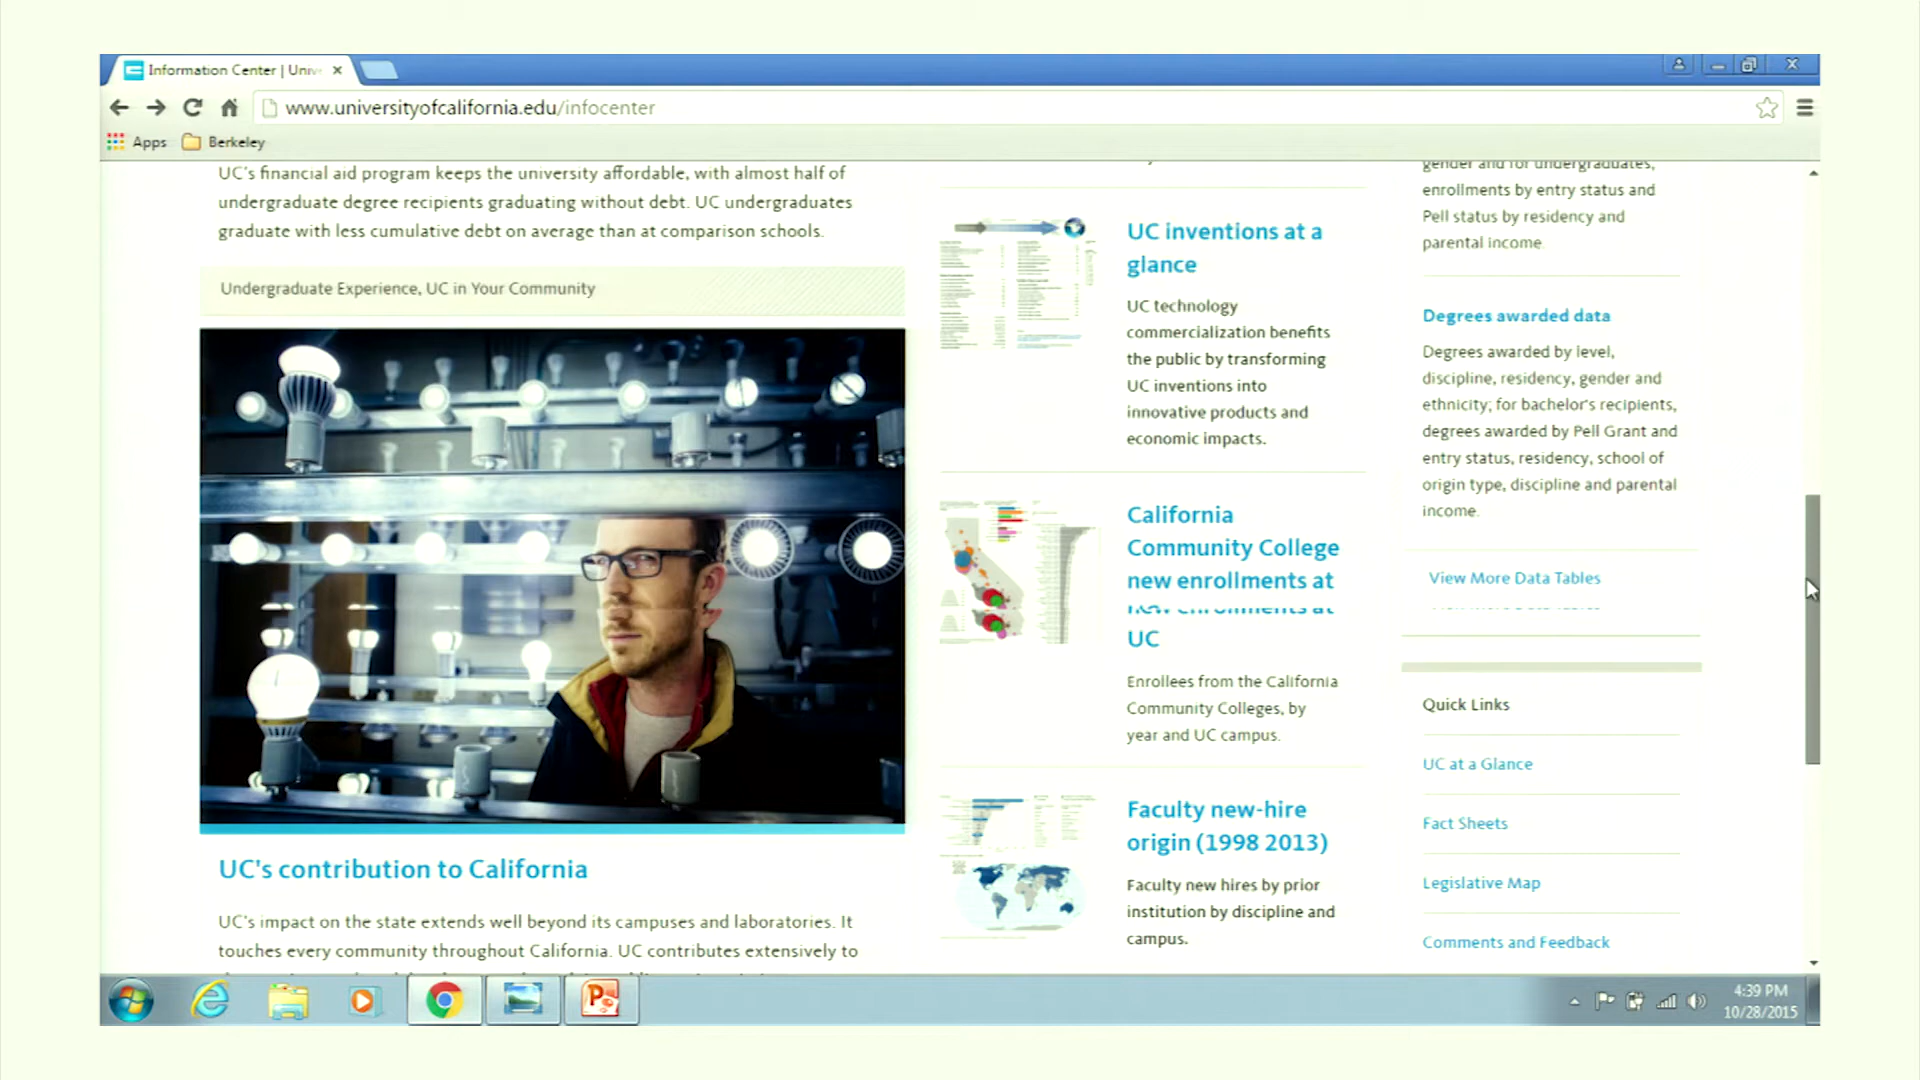 Information Center | Univ
www.universityofcalifornia.edu/infocenter
Apps
Berkeley
UC's financial aid program keeps the university affordable, with almost half of
undergraduate degree recipients graduating without debt. UC undergraduates
graduate with less cumulative debt on average than at comparison schools.
Undergraduate Experience, UC in Your Community
UC's contribution to California
UC's impact on the state extends well beyond its campuses and laboratories. It
touches every community throughout California. UC contributes extensively to
UC inventions at a
glance
UC technology
commercialization benefits
the public by transforming
UC inventions into
innovative products and
economic impacts.
California
Community College
new enrollments at
UC
Enrollees from the California
Community Colleges, by
year and UC campus.
Faculty new-hire
origin (1998 2013)
Faculty new hires by prior
institution by discipline and
campus.
gender and for undergraduates,
enrollments by entry status and
Pell status by residency and
parental income.
Degrees awarded data
Degrees awarded by level,
discipline, residency, gender and
ethnicity; for bachelor's recipients,
degrees awarded by Pell Grant and
entry status, residency, school of
origin type, discipline and parental
income.
View More Data Tables
Quick Links
UC at a Glance
Fact Sheets
Legislative Map
Comments and Feedback
4:39 PM
10/28/2015